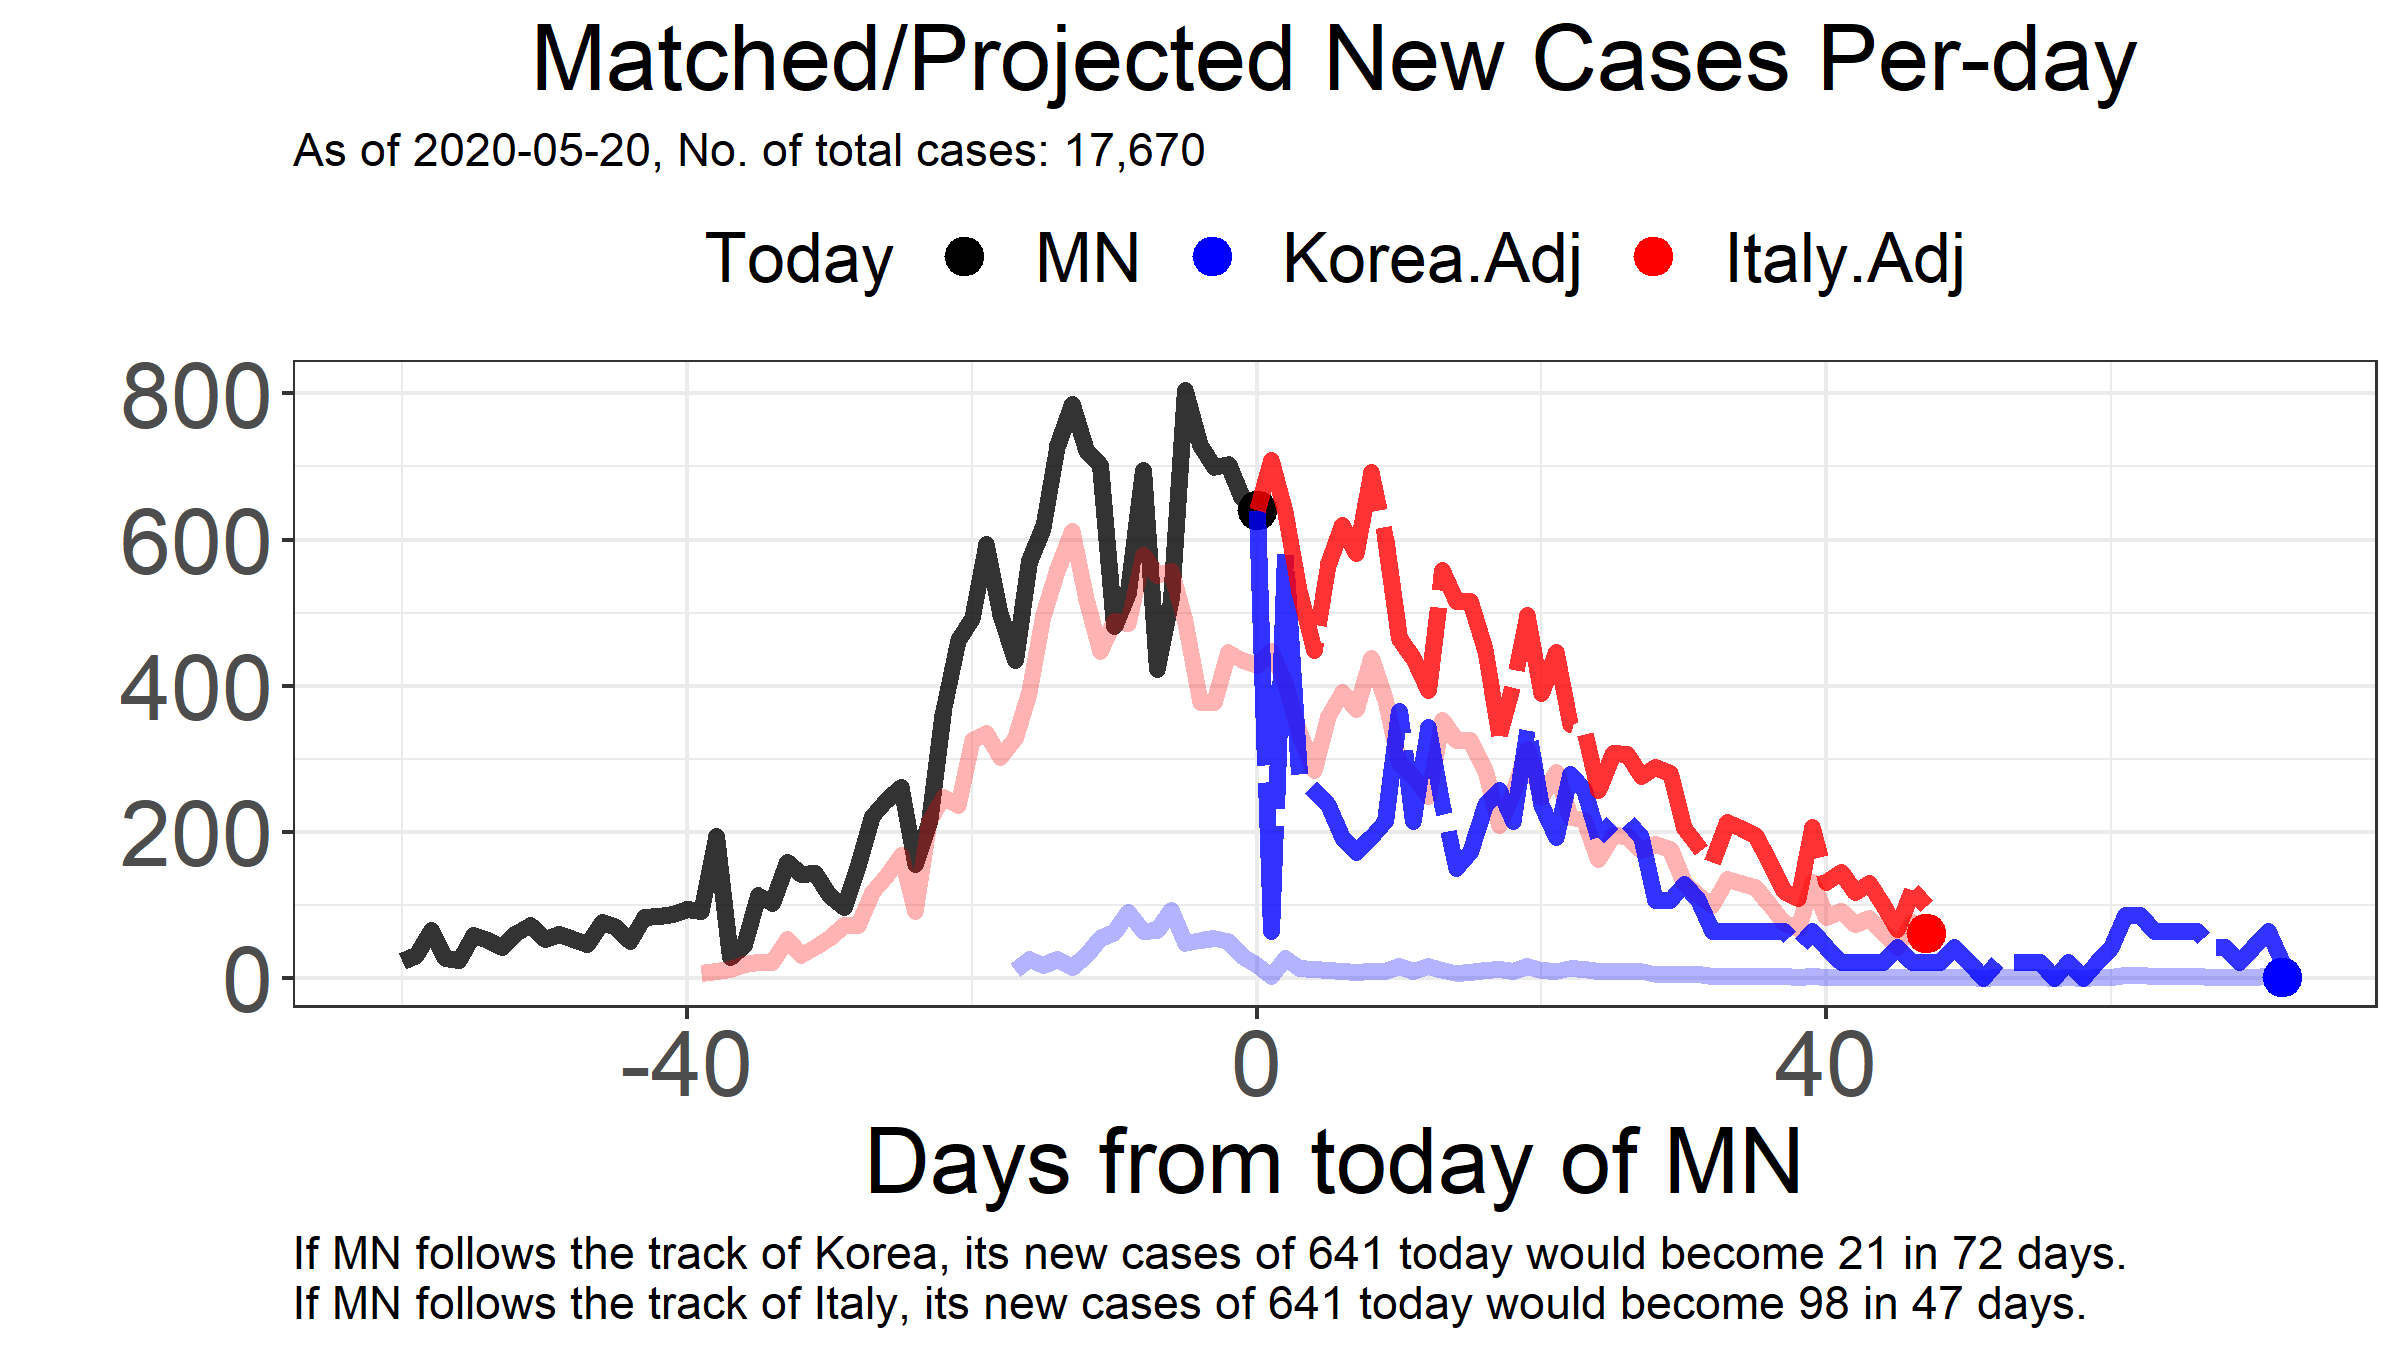 Matched/Projected New Cases Per-day
As of 2020-05-20, No. of total cases: 17,670
Today MN Korea.Adj Italy.Adj
800
600
400
200
0
-40 0 40
Days from today of MN
If MN follows the track of Korea, its new cases of 641 today would become 21 in 72 days.
If MN follows the track of Italy, its new cases of 641 today would become 98 in 47 days.